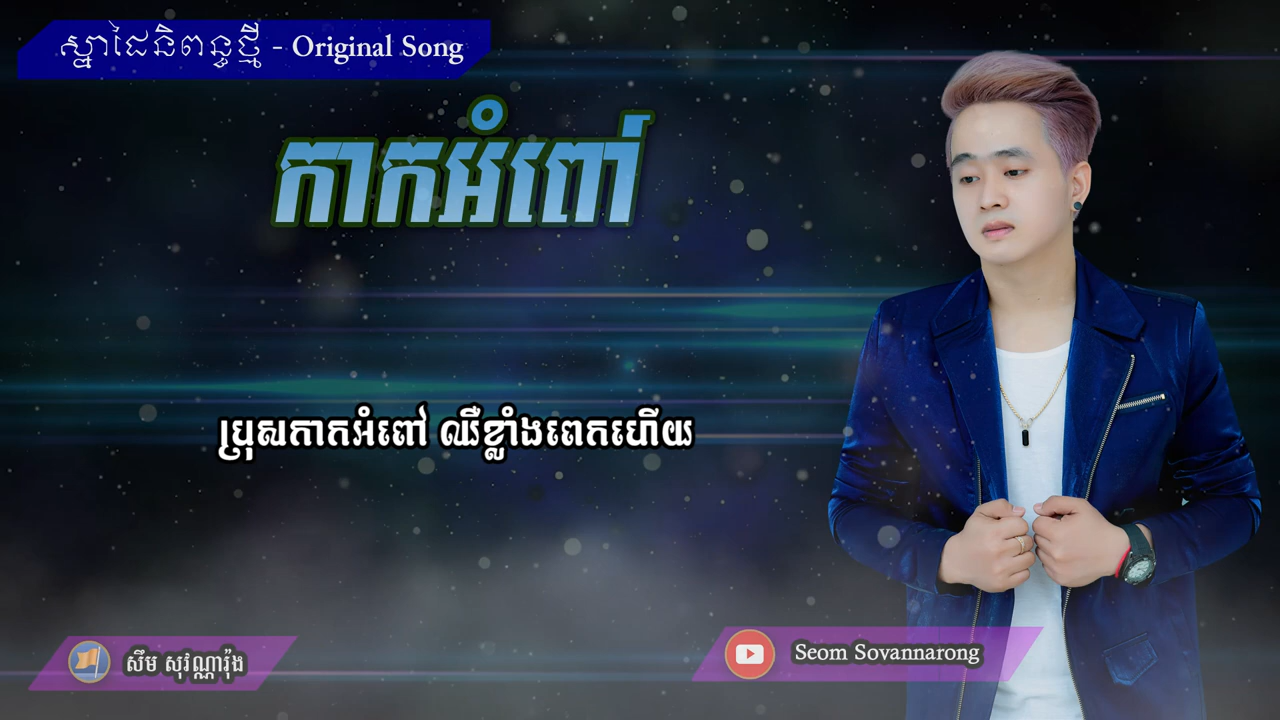 ស្នាដៃនិពន្ធថ្មី - Original Song
កាកអំពៅ
ប្រុសកាកអំពៅ ឈឺខ្លាំងពេកហើយ
សឹម សុវណ្ណារ៉ុង
Seom Sovannarong